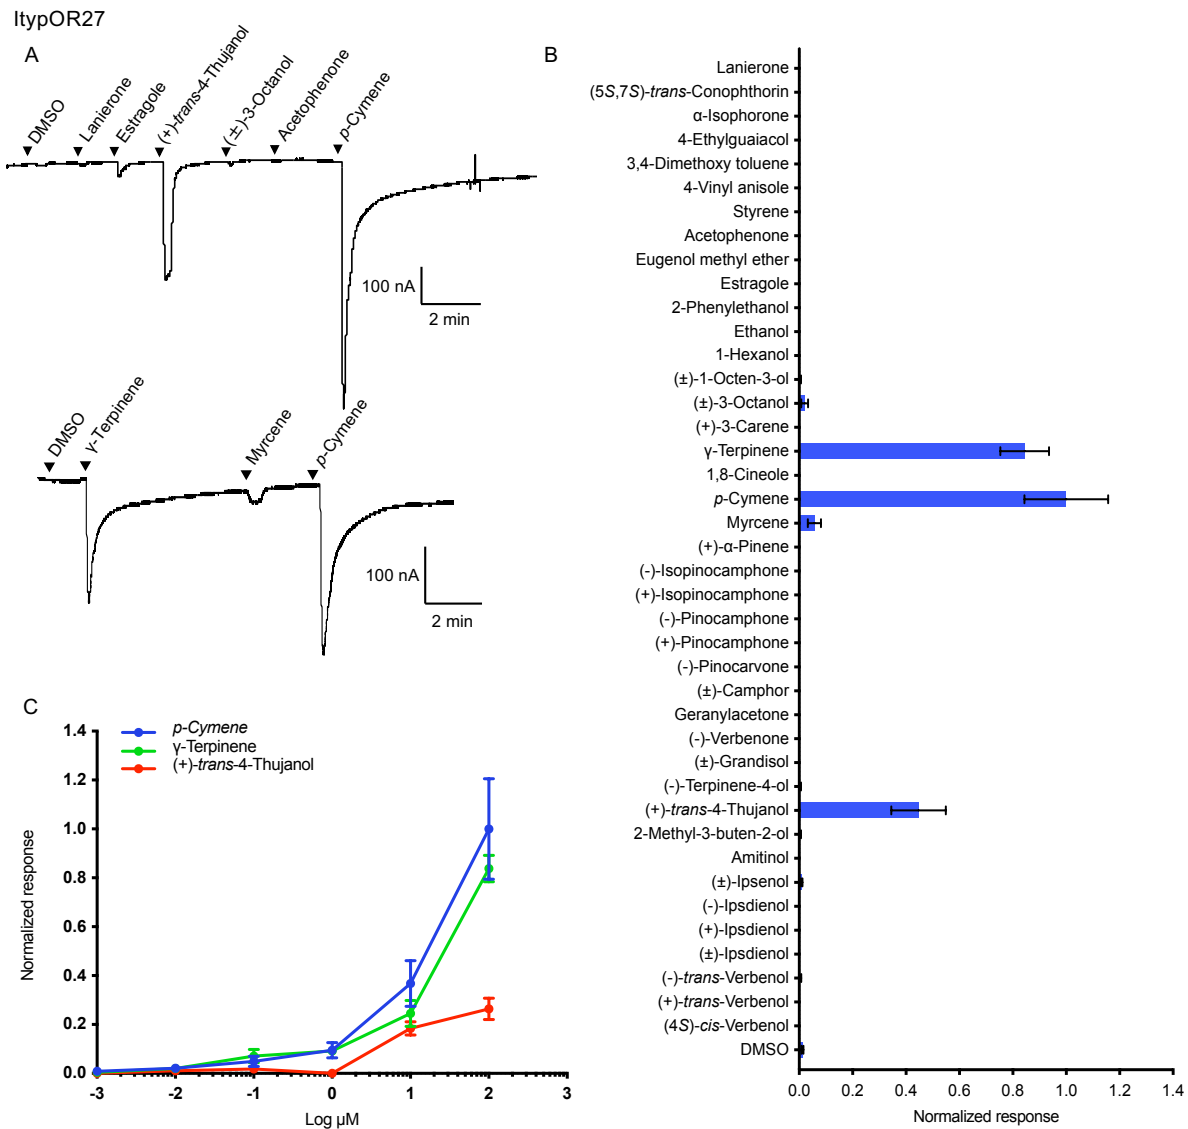 ItypOR27
A
DMSO
Lanierone
Estragole
(+)-trans-4-Thujanol
(±)-3-Octanol
Acetophenone
p-Cymene
100 nA
2 min
DMSO
γ-Terpinene
Myrcene
p-Cymene
100 nA
2 min
B
Lanierone
(5S,7S)-trans-Conophthorin
α-Isophorone
4-Ethylguaiacol
3,4-Dimethoxy toluene
4-Vinyl anisole
Styrene
Acetophenone
Eugenol methyl ether
Estragole
2-Phenylethanol
Ethanol
1-Hexanol
(±)-1-Octen-3-ol
(±)-3-Octanol
(+)-3-Carene
γ-Terpinene
1,8-Cineole
p-Cymene
Myrcene
(+)-α-Pinene
(-)-Isopinocamphone
(+)-Isopinocamphone
(-)-Pinocamphone
(+)-Pinocamphone
(-)-Pinocarvone
(±)-Camphor
Geranylacetone
(-)-Verbenone
(±)-Grandisol
(-)-Terpinene-4-ol
(+)-trans-4-Thujanol
2-Methyl-3-buten-2-ol
Amitinol
(±)-Ipsenol
(-)-Ipsdienol
(+)-Ipsdienol
(±)-Ipsdienol
(-)-trans-Verbenol
(+)-trans-Verbenol
(4S)-cis-Verbenol
DMSO
0.0 0.2 0.4 0.6 0.8 1.0 1.2 1.4
Normalized response
C
p-Cymene
γ-Terpinene
(+)-trans-4-Thujanol
Normalized response
1.4
1.2
1.0
0.8
0.6
0.4
0.2
0.0
-3 -2 -1 0 1 2 3
Log µM